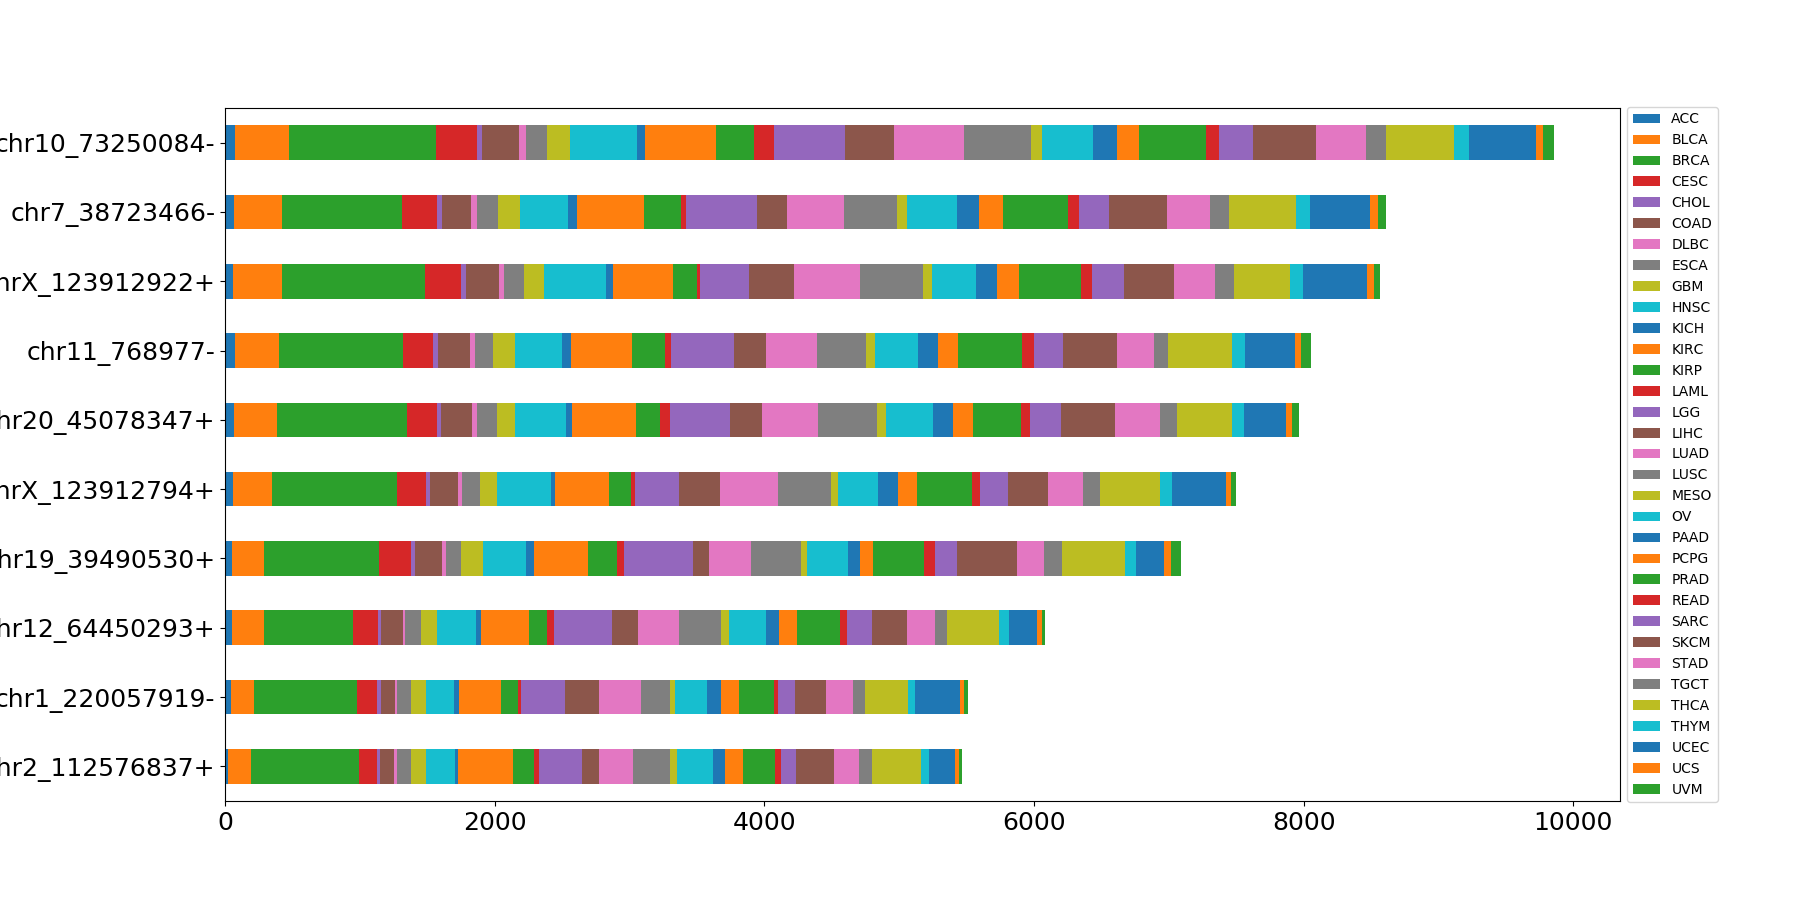 chr10_73250084-
chr7_38723466-
hrX_123912922+
chr11_768977-
hr20_45078347+
hrX_123912794+
hr19_39490530+
hr12_64450293+
chr1_220057919-
hr2_112576837+
0 2000 4000 6000 8000 10000
ACC
BLCA
BRCA
CESC
CHOL
COAD
DLBC
ESCA
GBM
HNSC
KICH
KIRC
KIRP
LAML
LGG
LIHC
LUAD
LUSC
MESO
OV
PAAD
PCPG
PRAD
READ
SARC
SKCM
STAD
TGCT
THCA
THYM
UCEC
UCS
UVM